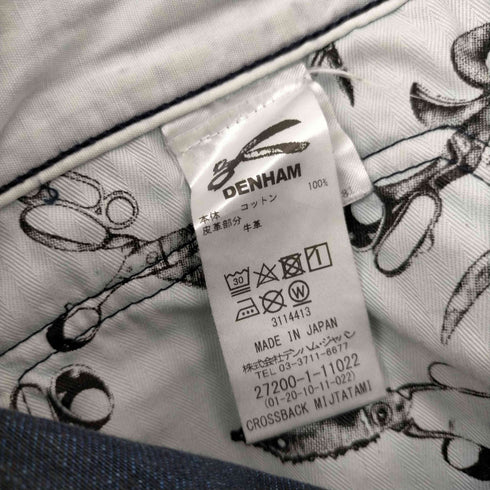 DENHAM
本体 コットン 100%
皮革部分 牛革
30
1
W
3114413
MADE IN JAPAN
株式会社デンハム・ジャパン
TEL 03-3711-6677
27200-1-11022
(01-20-10-11-022)
CROSSBACK MIJTATAMI